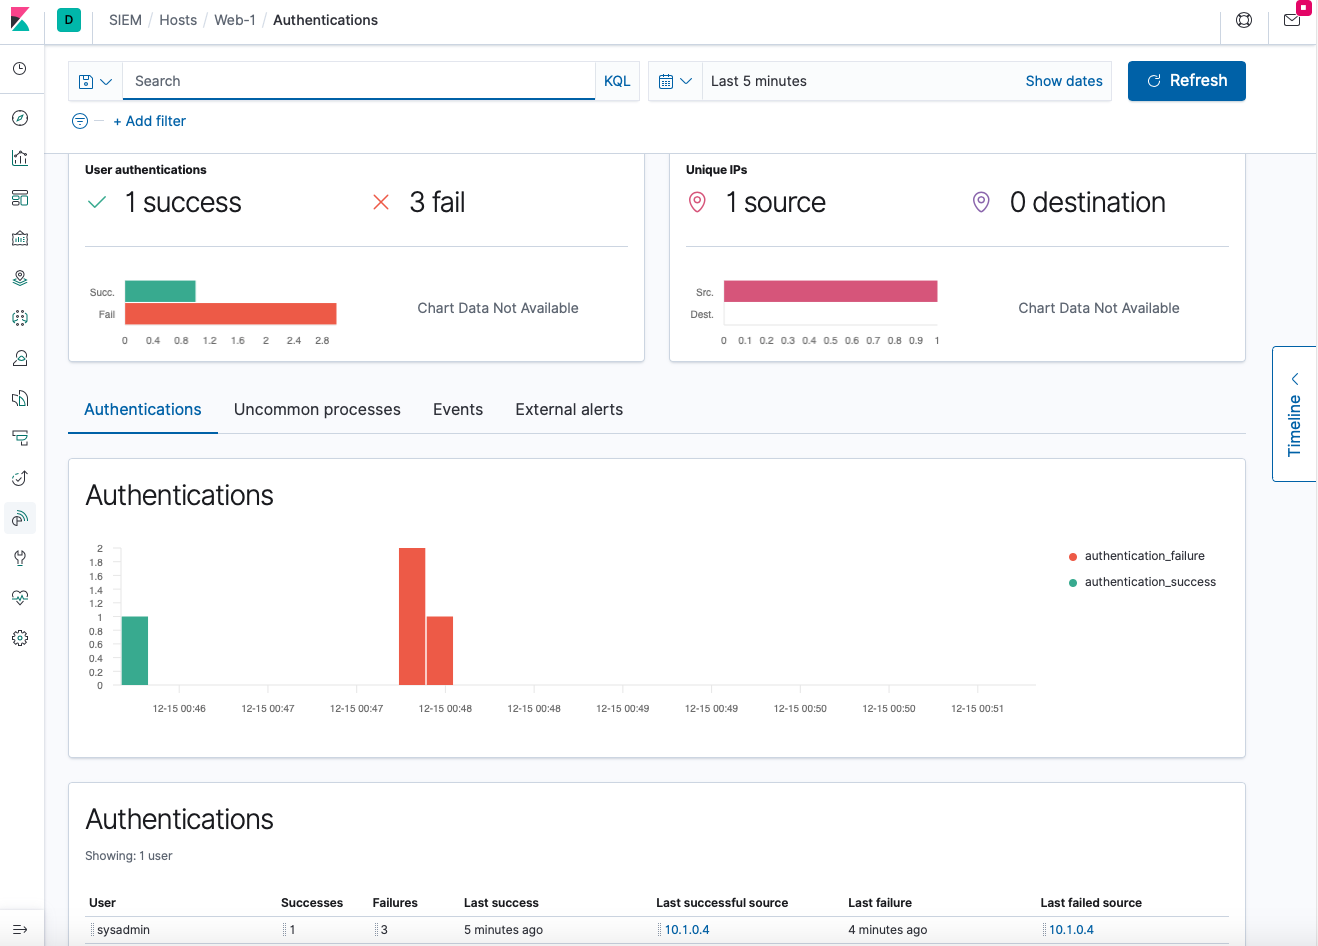 D SIEM / Hosts / Web-1 / Authentications
Search KQL Last 5 minutes Show dates Refresh
+ Add filter
User authentications
1 success 3 fail
Succ.
Fail
0 0.4 0.8 1.2 1.6 2 2.4 2.8
Chart Data Not Available
Unique IPs
1 source 0 destination
Src.
Dest.
0 0.1 0.2 0.3 0.4 0.5 0.6 0.7 0.8 0.9 1
Chart Data Not Available
Timeline
Authentications Uncommon processes Events External alerts
Authentications
2
1.8
1.6
1.4
1.2
1
0.8
0.6
0.4
0.2
0
12-15 00:46 12-15 00:47 12-15 00:47 12-15 00:48 12-15 00:48 12-15 00:49 12-15 00:49 12-15 00:50 12-15 00:50 12-15 00:51
authentication_failure
authentication_success
Authentications
Showing: 1 user
User Successes Failures Last success Last successful source Last failure Last failed source
sysadmin 1 3 5 minutes ago 10.1.0.4 4 minutes ago 10.1.0.4